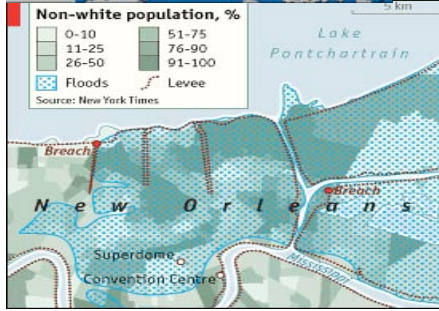 5 km
Non-white population, %
0-10 51-75
11-25 76-90
26-50 91-100
Floods Levee
Source: New York Times
Lake
Pontchartrain
Breach
Breach
New Orleans
Superdome
Convention Centre
Mississippi